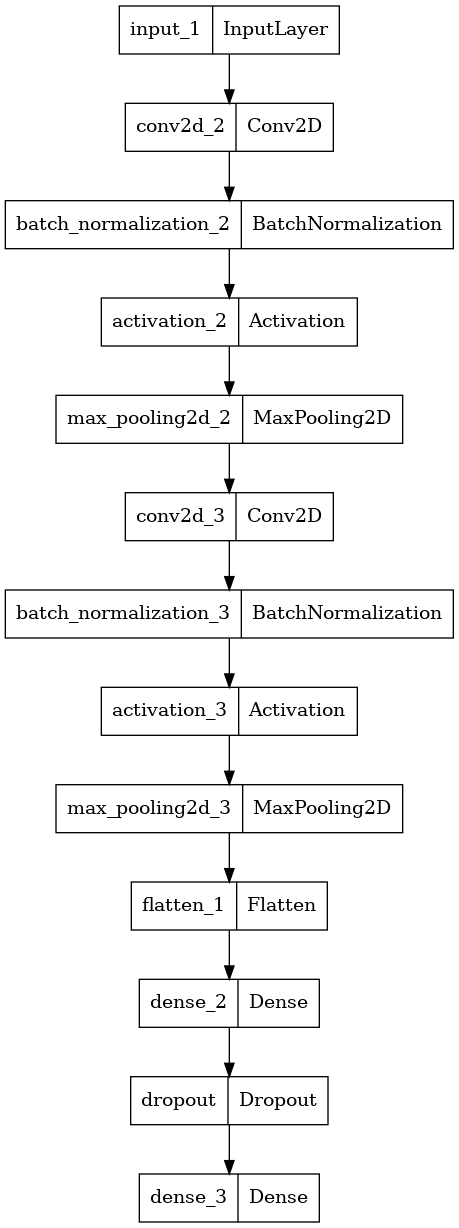 input_1 InputLayer
conv2d_2 Conv2D
batch_normalization_2 BatchNormalization
activation_2 Activation
max_pooling2d_2 MaxPooling2D
conv2d_3 Conv2D
batch_normalization_3 BatchNormalization
activation_3 Activation
max_pooling2d_3 MaxPooling2D
flatten_1 Flatten
dense_2 Dense
dropout Dropout
dense_3 Dense